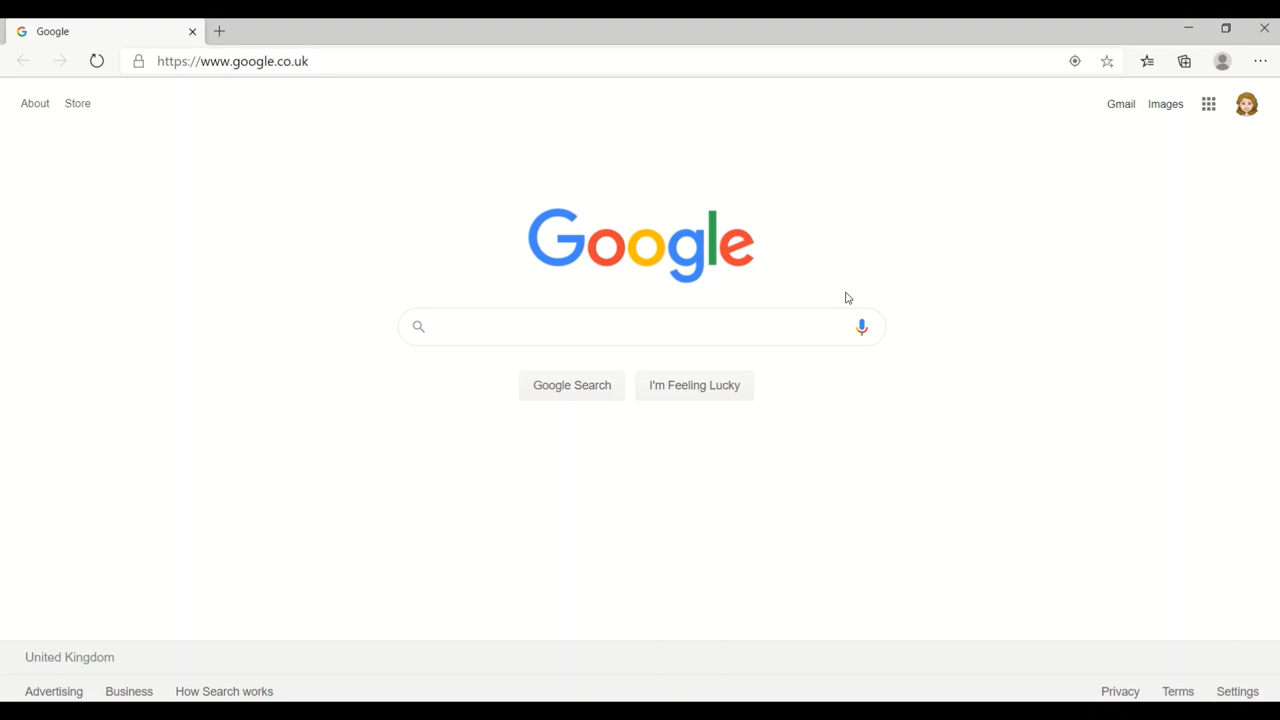 Google
https://www.google.co.uk
About Store
Gmail Images
Google
Google Search I'm Feeling Lucky
United Kingdom
Advertising Business How Search works
Privacy Terms Settings